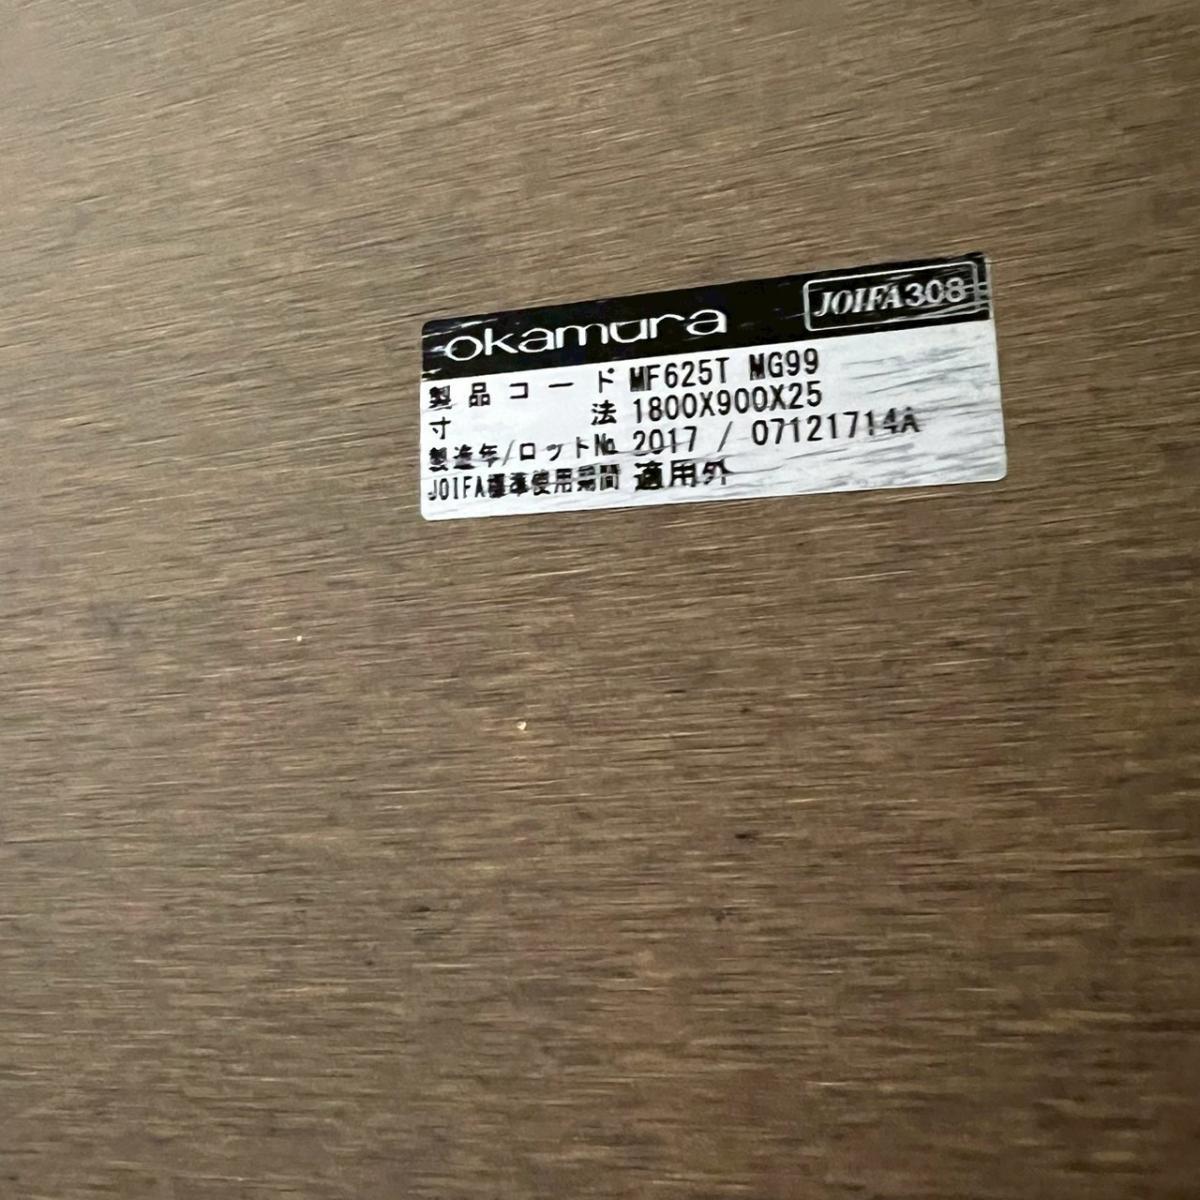 okamura JOIFA308
製品コード MF625T MG99
寸法 1800X900X25
製造年/ロット№ 2017 / 07121714A
JOIFA標準使用期間 適用外